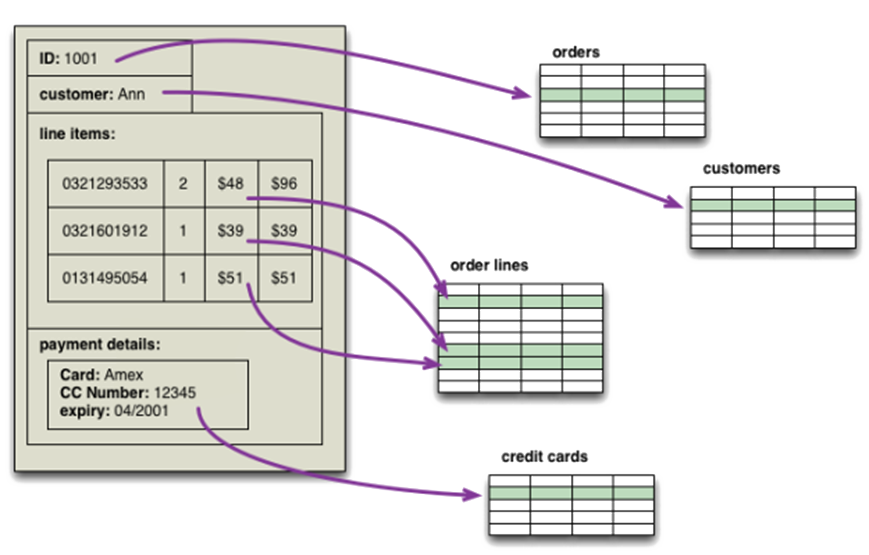 ID: 1001
customer: Ann
line items:
0321293533 2 $48 $96
0321601912 1 $39 $39
0131495054 1 $51 $51
payment details:
Card: Amex
CC Number: 12345
expiry: 04/2001
orders
customers
order lines
credit cards